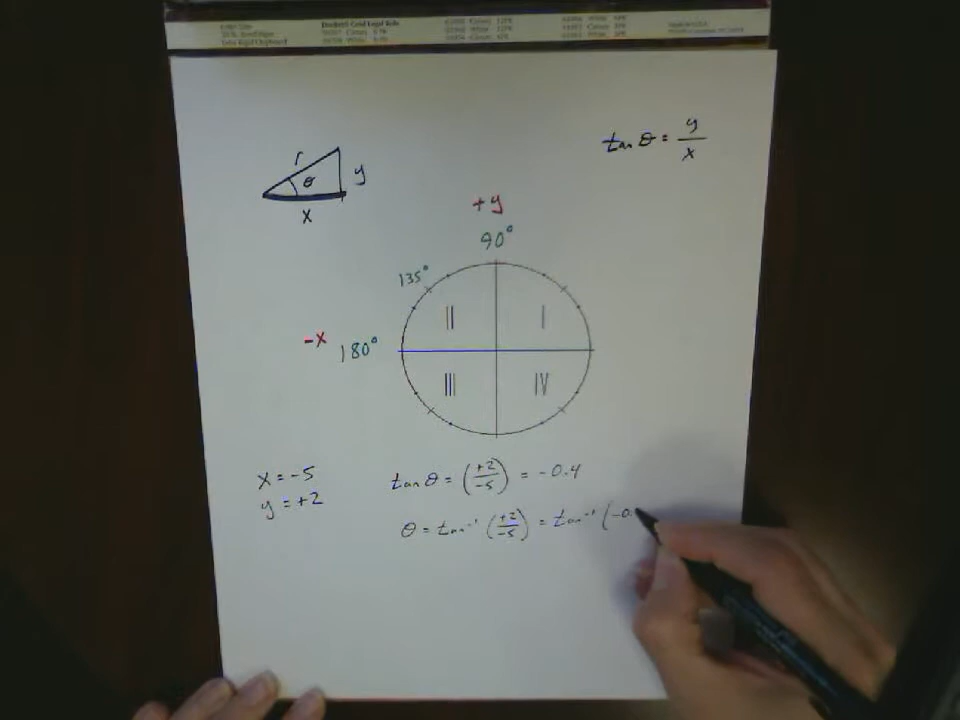 tan θ = y/x
r
θ
y
x
+y
90°
135°
II
I
-x
180°
III
IV
x = -5
tan θ = (+2/-5) = -0.4
y = +2
θ = tan⁻¹ (+2/-5) = tan⁻¹ (-0.